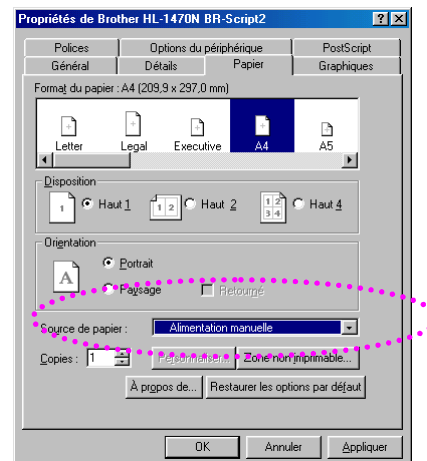 Propriétés de Brother HL-1470N BR-Script2
Polices Options du périphérique PostScript
Général Détails Papier Graphiques
Format du papier : A4 (209,9 x 297,0 mm)
Letter Legal Executive A4 A5
Disposition
1 Haut 1 1 2 Haut 2 1 2 3 4 Haut 4
Orientation
A Portrait
Paysage Retourné
Source de papier : Alimentation manuelle
Copies : 1 Personnaliser... Zone non imprimable...
À propos de... Restaurer les options par défaut
OK Annuler Appliquer